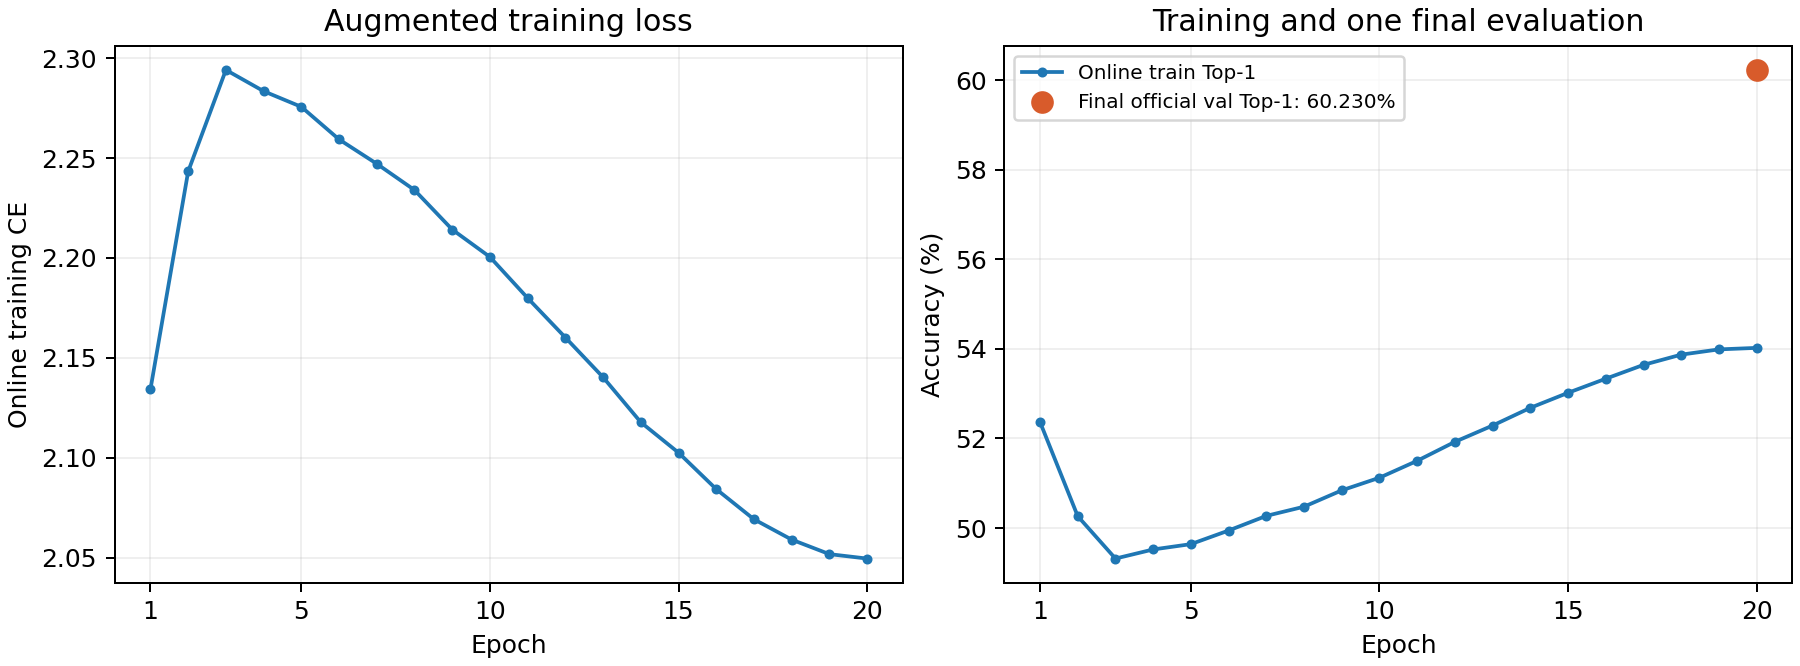 Augmented training loss
Online training CE
2.30
2.25
2.20
2.15
2.10
2.05
1
5
10
15
20
Epoch
Training and one final evaluation
Online train Top-1
Final official val Top-1: 60.230%
Accuracy (%)
60
58
56
54
52
50
1
5
10
15
20
Epoch